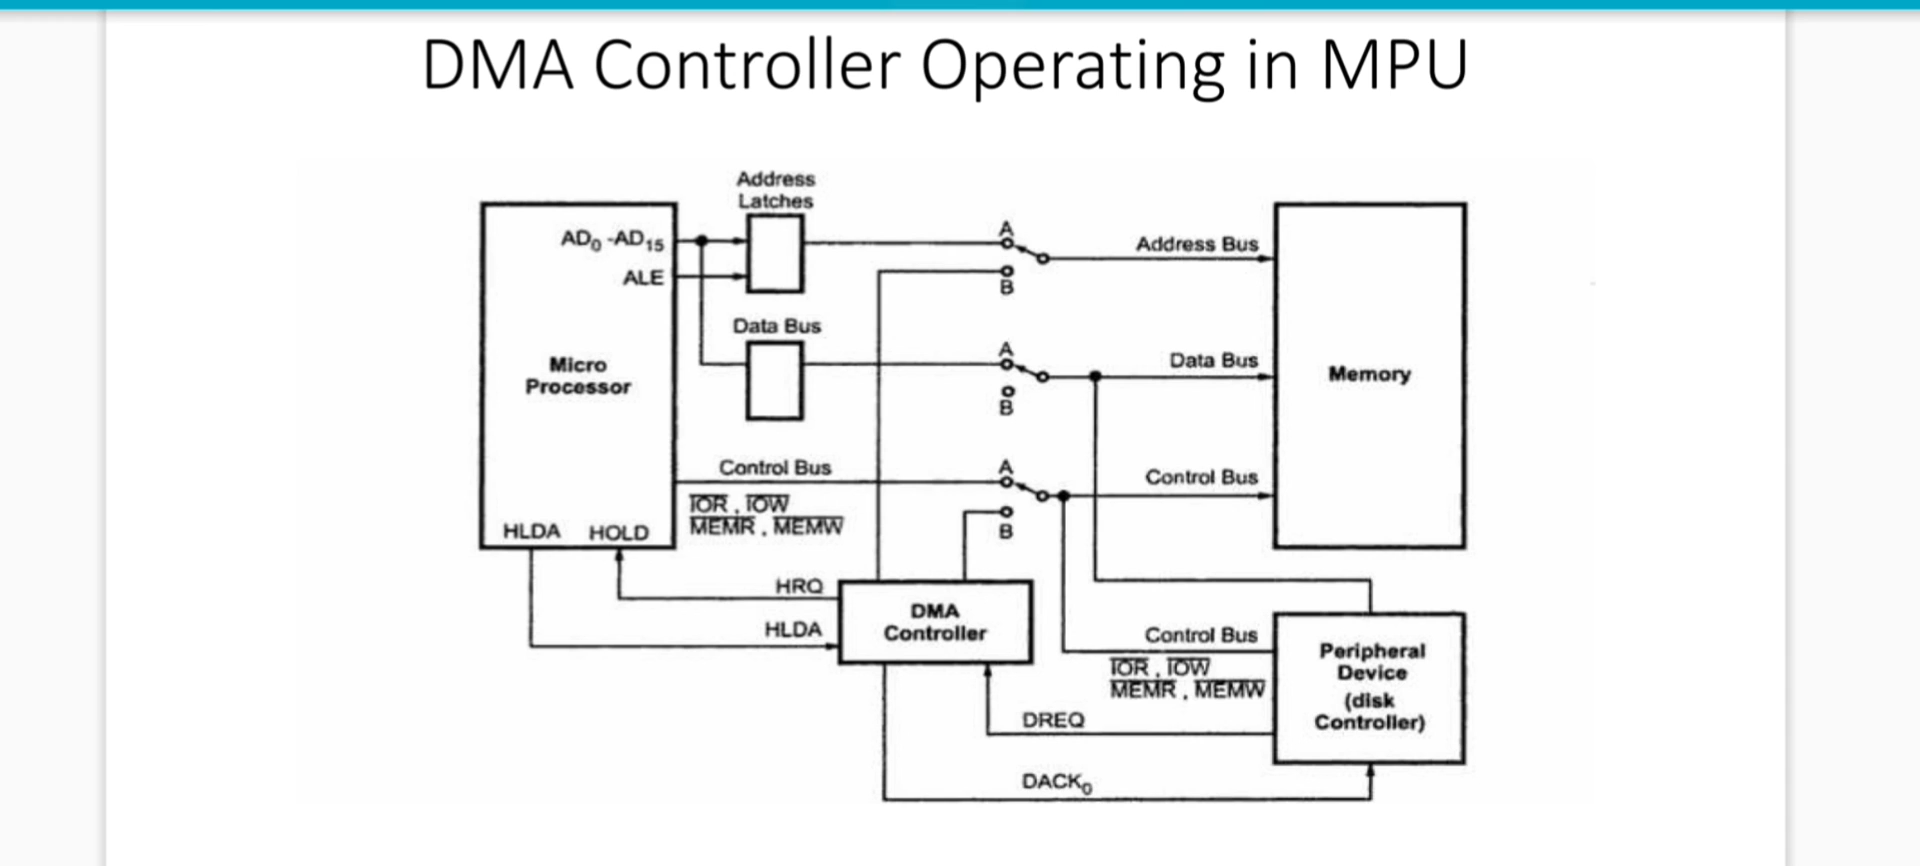 DMA Controller Operating in MPU
Address
Latches
AD0 -AD15
ALE
Data Bus
Micro
Processor
Control Bus
IOR , IOW
MEMR , MEMW
HLDA HOLD
A
B
A
B
A
B
Address Bus
Data Bus
Control Bus
Memory
HRQ
HLDA
DMA
Controller
Control Bus
IOR , IOW
MEMR , MEMW
DREQ
DACK0
Peripheral
Device
(disk
Controller)